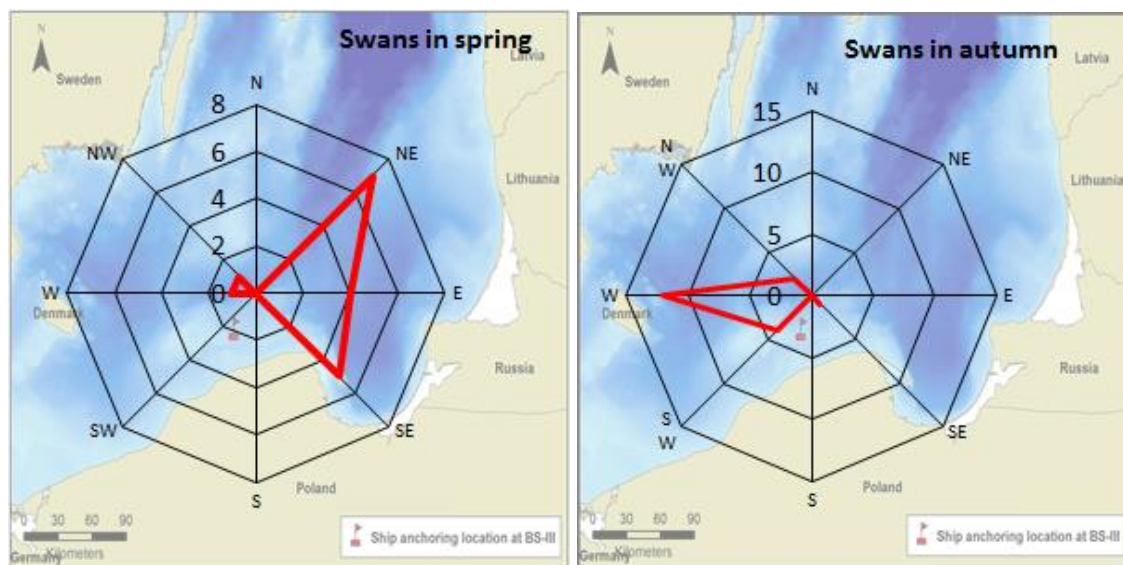 Swans in spring
N
Sweden
Latvia
N
8
NW
NE
6
Lithuania
4
2
W
0
E
Denmark
Russia
SW
SE
Poland
S
0 30 60 90
Kilometers
Germany
Ship anchoring location at BS-III
Swans in autumn
N
Sweden
Latvia
N
15
N
W
NE
10
Lithuania
5
W
0
E
Denmark
Russia
S
W
SE
Poland
S
0 30 60 90
Kilometers
Germany
Ship anchoring location at BS-III